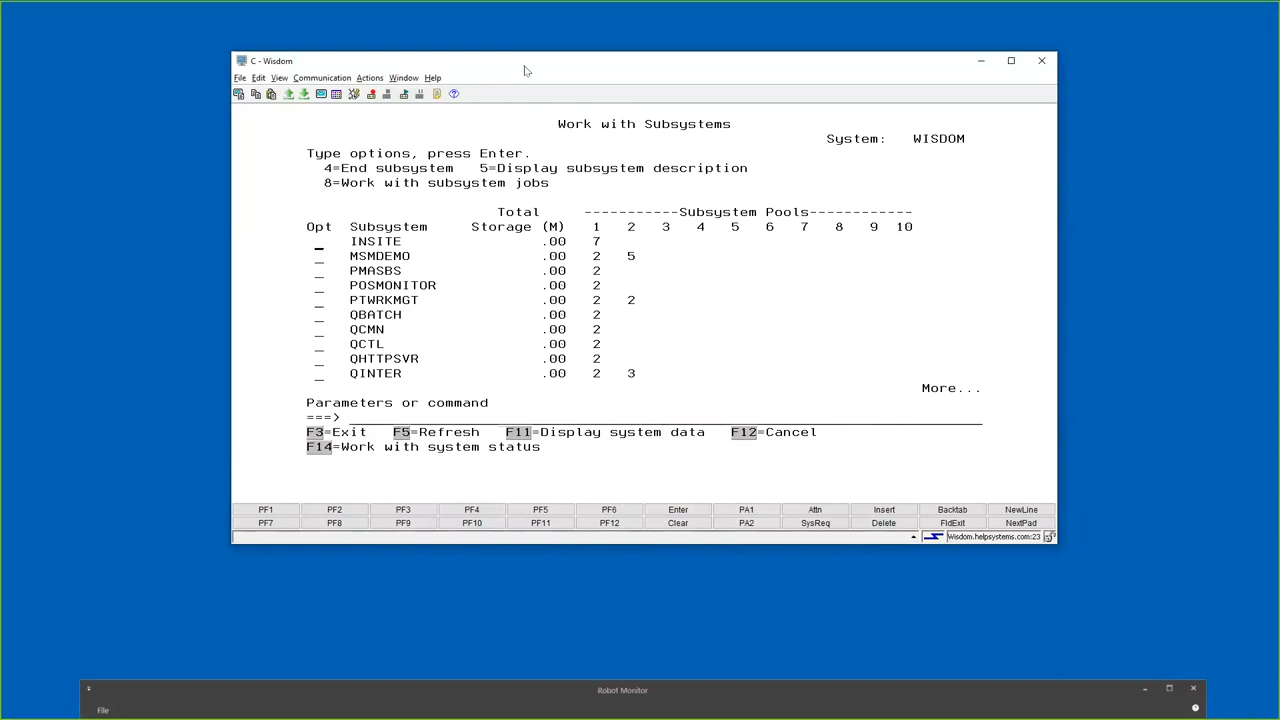 C - Wisdom
File Edit View Communication Actions Window Help
Work with Subsystems
System: WISDOM
Type options, press Enter.
4=End subsystem 5=Display subsystem description
8=Work with subsystem jobs
Total -----------Subsystem Pools------------
Opt Subsystem Storage (M) 1 2 3 4 5 6 7 8 9 10
_ INSITE .00 7
_ MSMDEMO .00 2 5
_ PMASBS .00 2
_ POSMONITOR .00 2
_ PTWRKMGT .00 2 2
_ QBATCH .00 2
_ QCMN .00 2
_ QCTL .00 2
_ QHTTPSVR .00 2
_ QINTER .00 2 3
More...
Parameters or command
===>
F3=Exit F5=Refresh F11=Display system data F12=Cancel
F14=Work with system status
PF1 PF2 PF3 PF4 PF5 PF6 Enter PA1 Attn Insert Backtab NewLine
PF7 PF8 PF9 PF10 PF11 PF12 Clear PA2 SysReq Delete FldExit NextPad
Wisdom.helpsystems.com:23
Robot Monitor
File